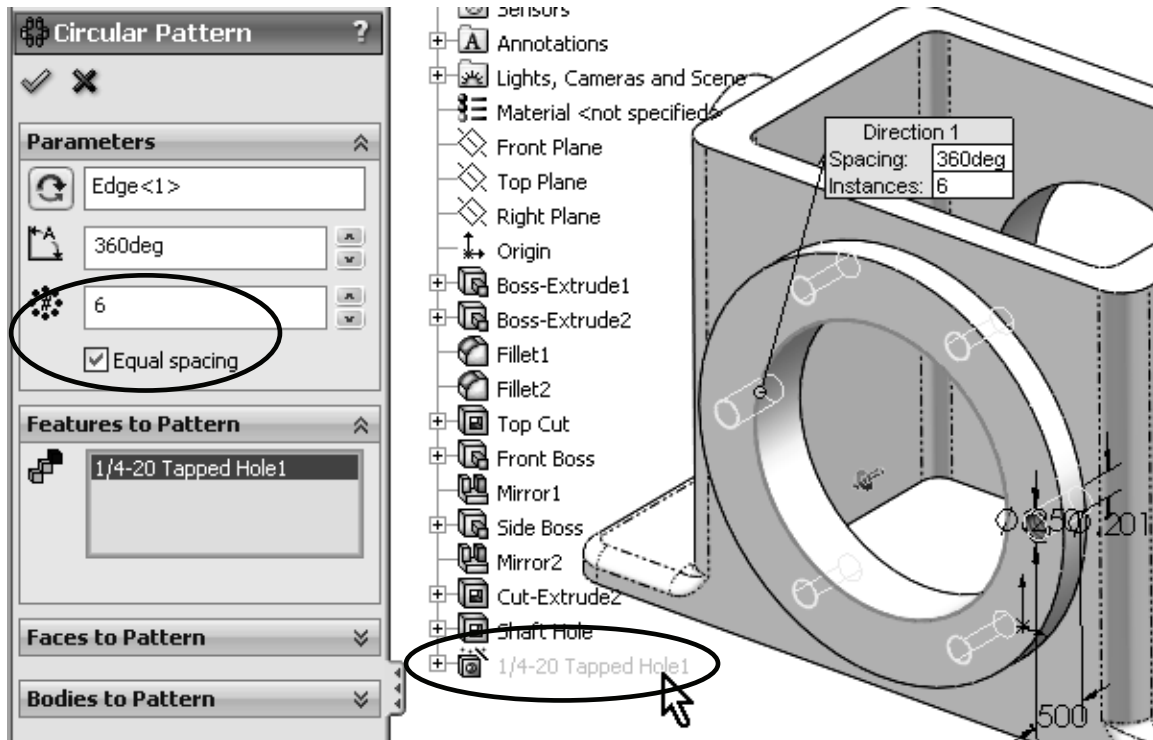 Circular Pattern ?
Parameters
Edge<1>
360deg
6
Equal spacing
Features to Pattern
1/4-20 Tapped Hole1
Faces to Pattern
Bodies to Pattern
Sensors
Annotations
Lights, Cameras and Scene
Material <not specified>
Front Plane
Top Plane
Right Plane
Origin
Boss-Extrude1
Boss-Extrude2
Fillet1
Fillet2
Top Cut
Front Boss
Mirror1
Side Boss
Mirror2
Cut-Extrude2
Shaft Hole
1/4-20 Tapped Hole1
Direction 1
Spacing: 360deg
Instances: 6
Ø.250
Ø.201
.500